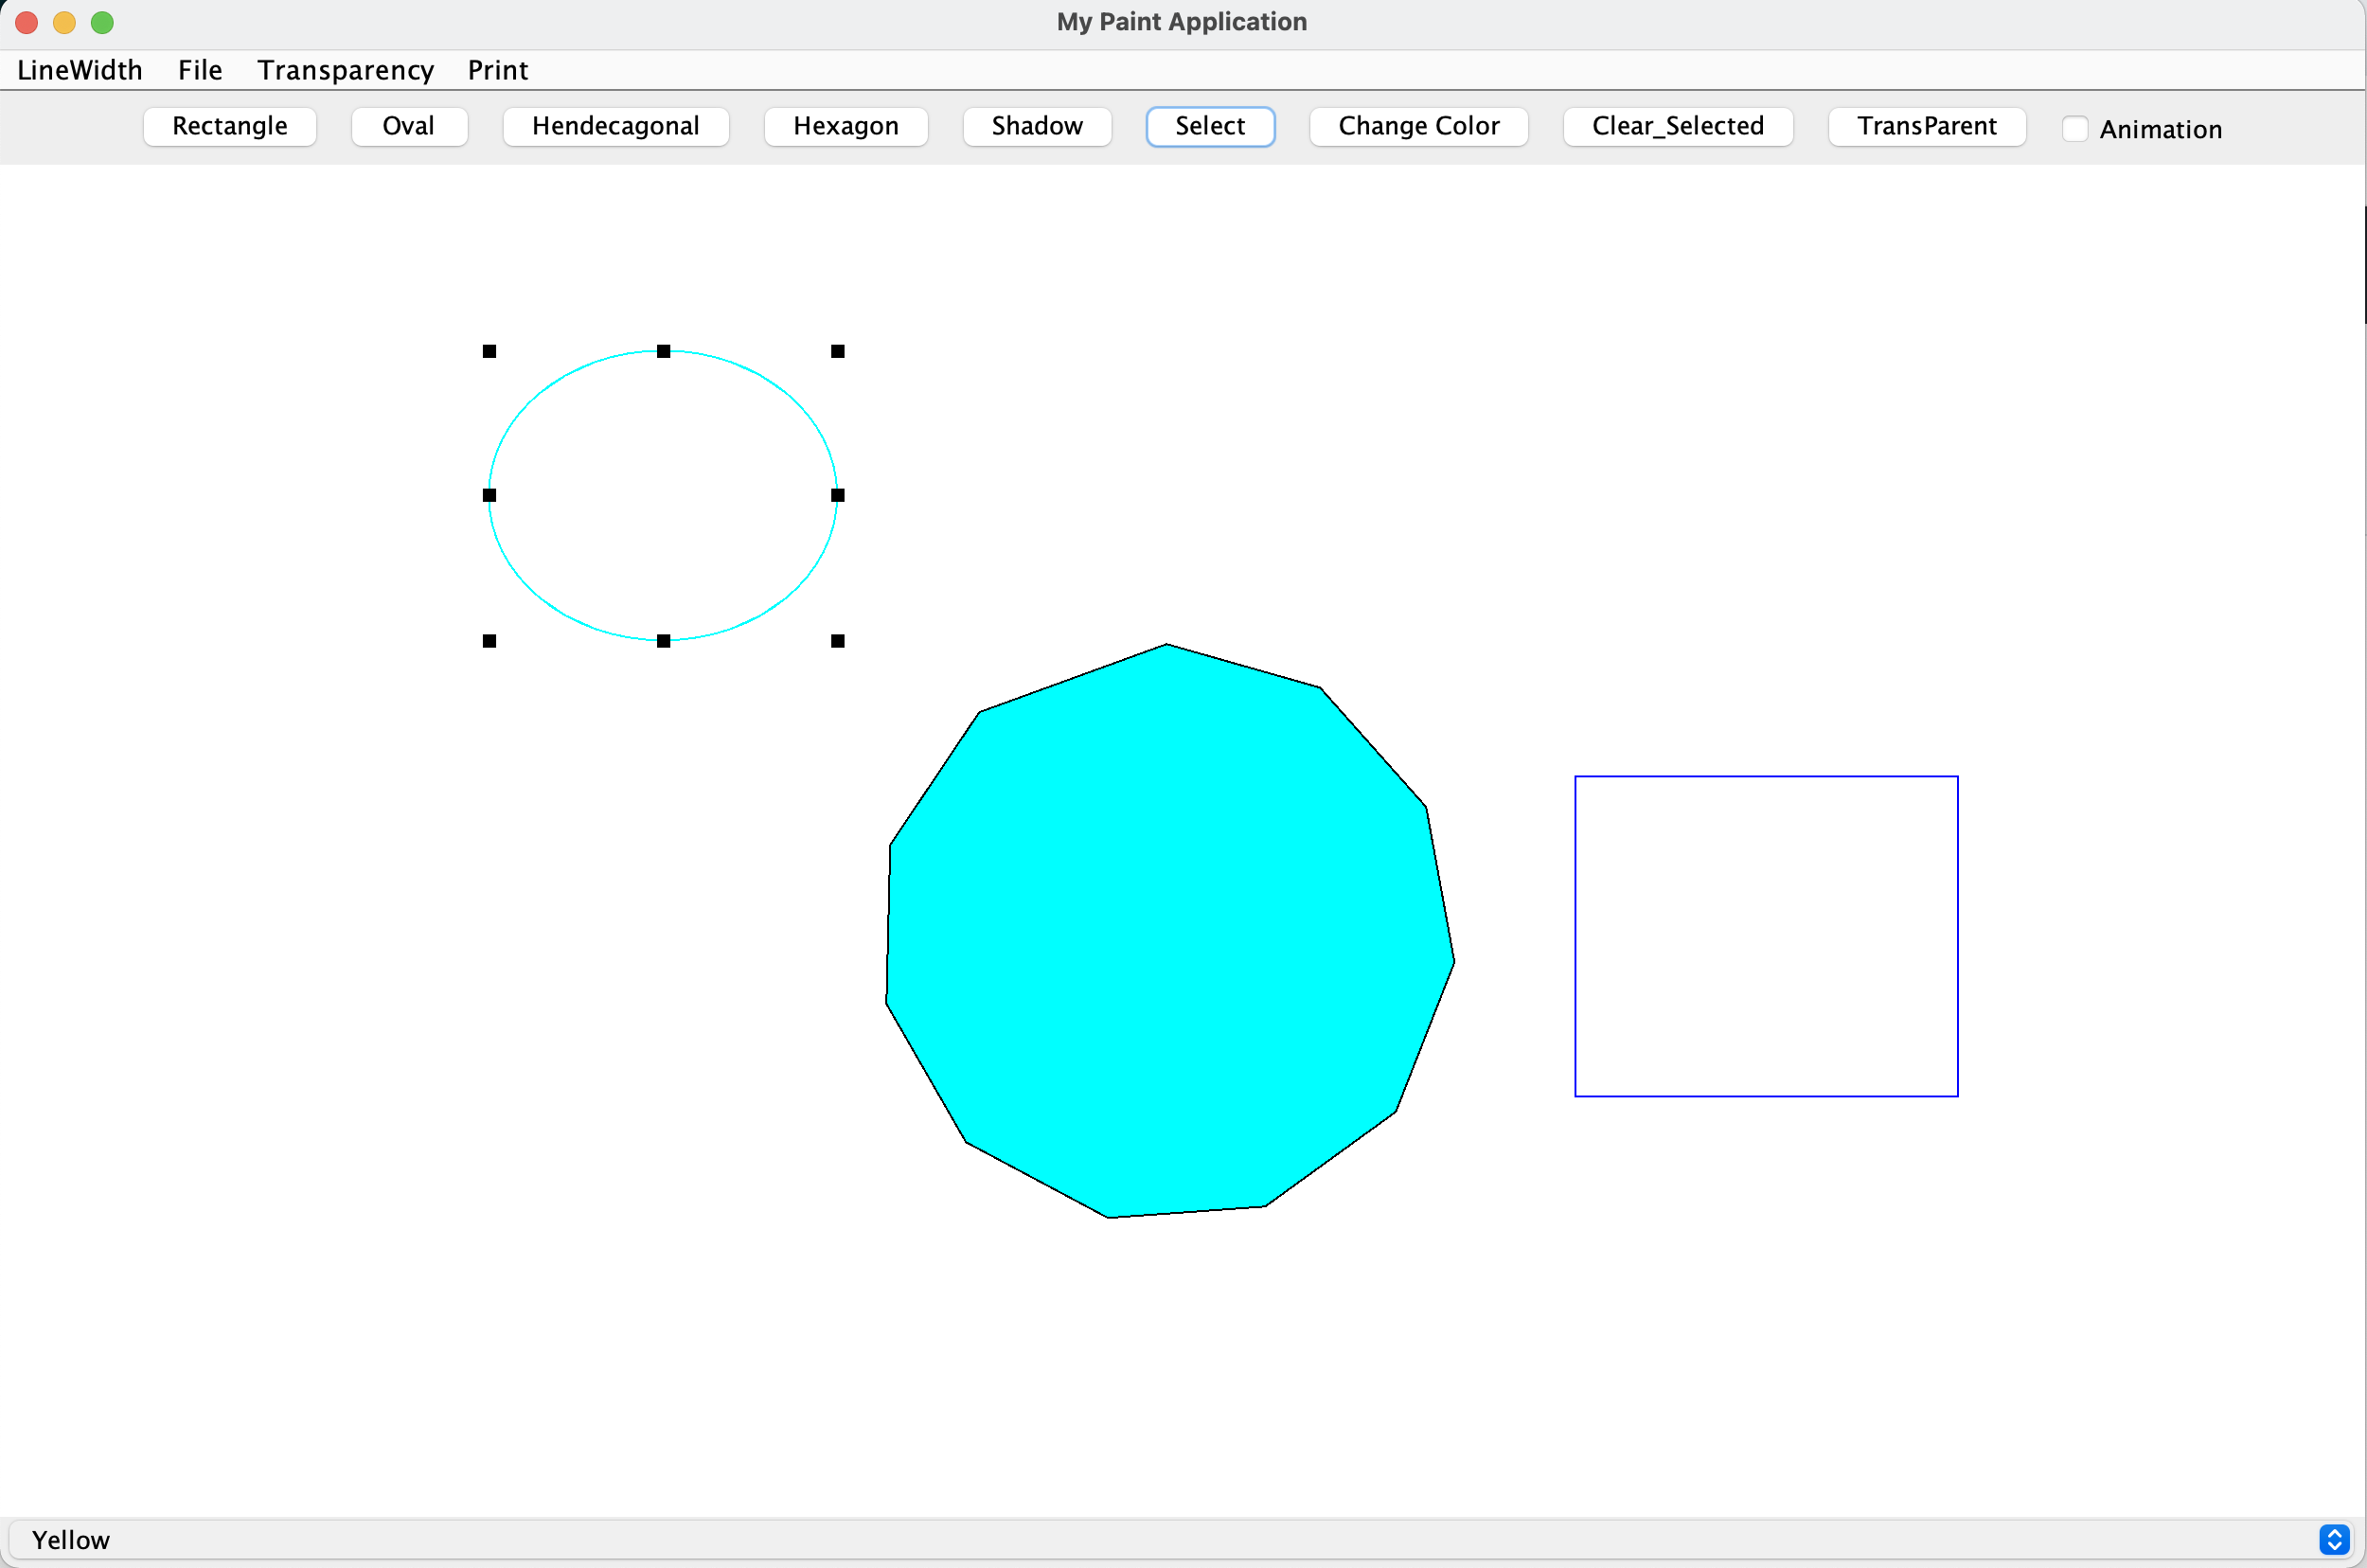 My Paint Application
LineWidth File Transparency Print
Rectangle Oval Hendecagonal Hexagon Shadow Select Change Color Clear_Selected TransParent Animation
Yellow